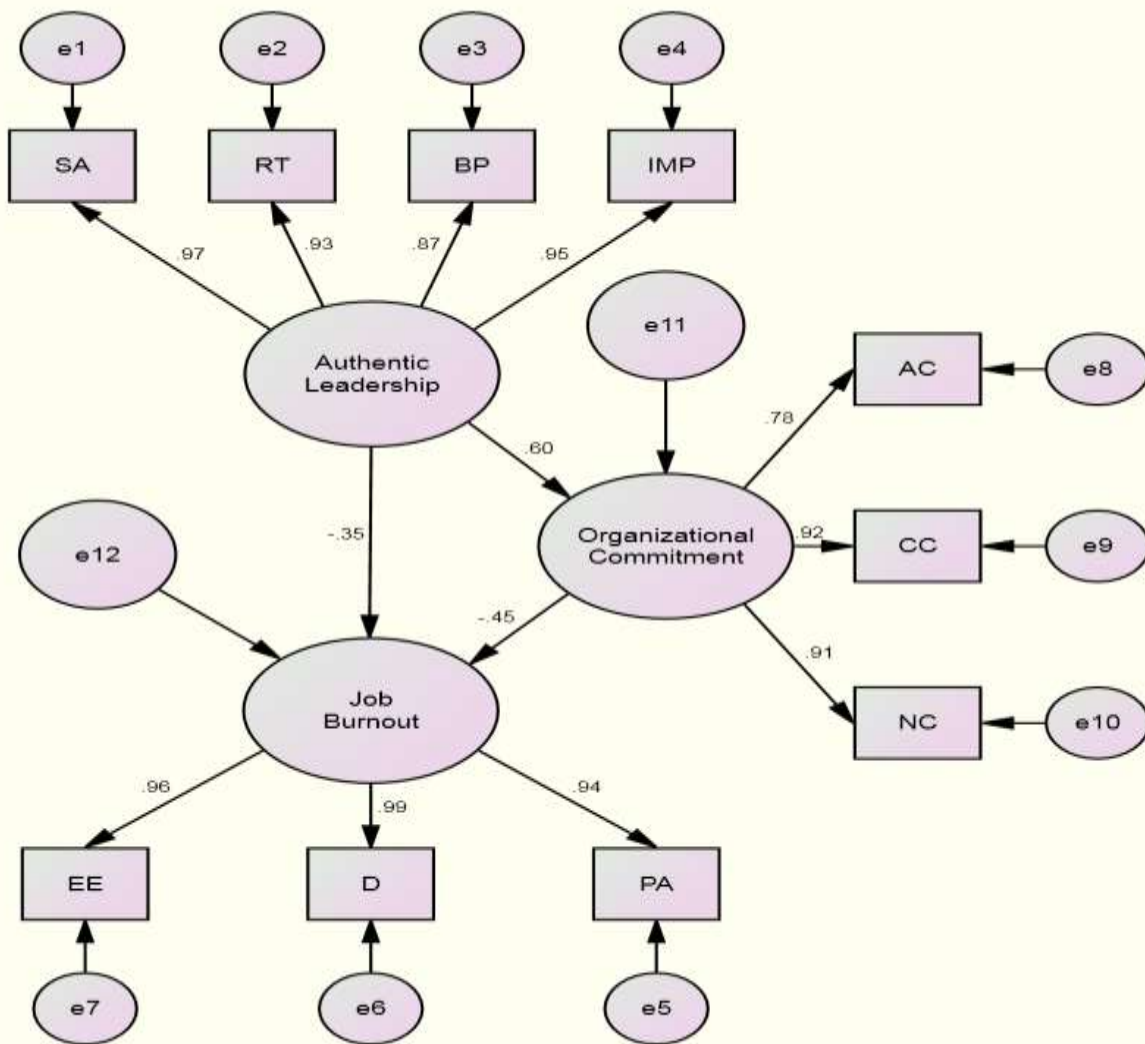 e1
e2
e3
e4
SA
RT
BP
IMP
.97
.93
.87
.95
e11
Authentic
Leadership
AC
e8
.78
.60
Organizational
Commitment
.92
CC
e9
-.35
e12
-.45
.91
Job
Burnout
NC
e10
.96
.99
.94
EE
D
PA
e7
e6
e5